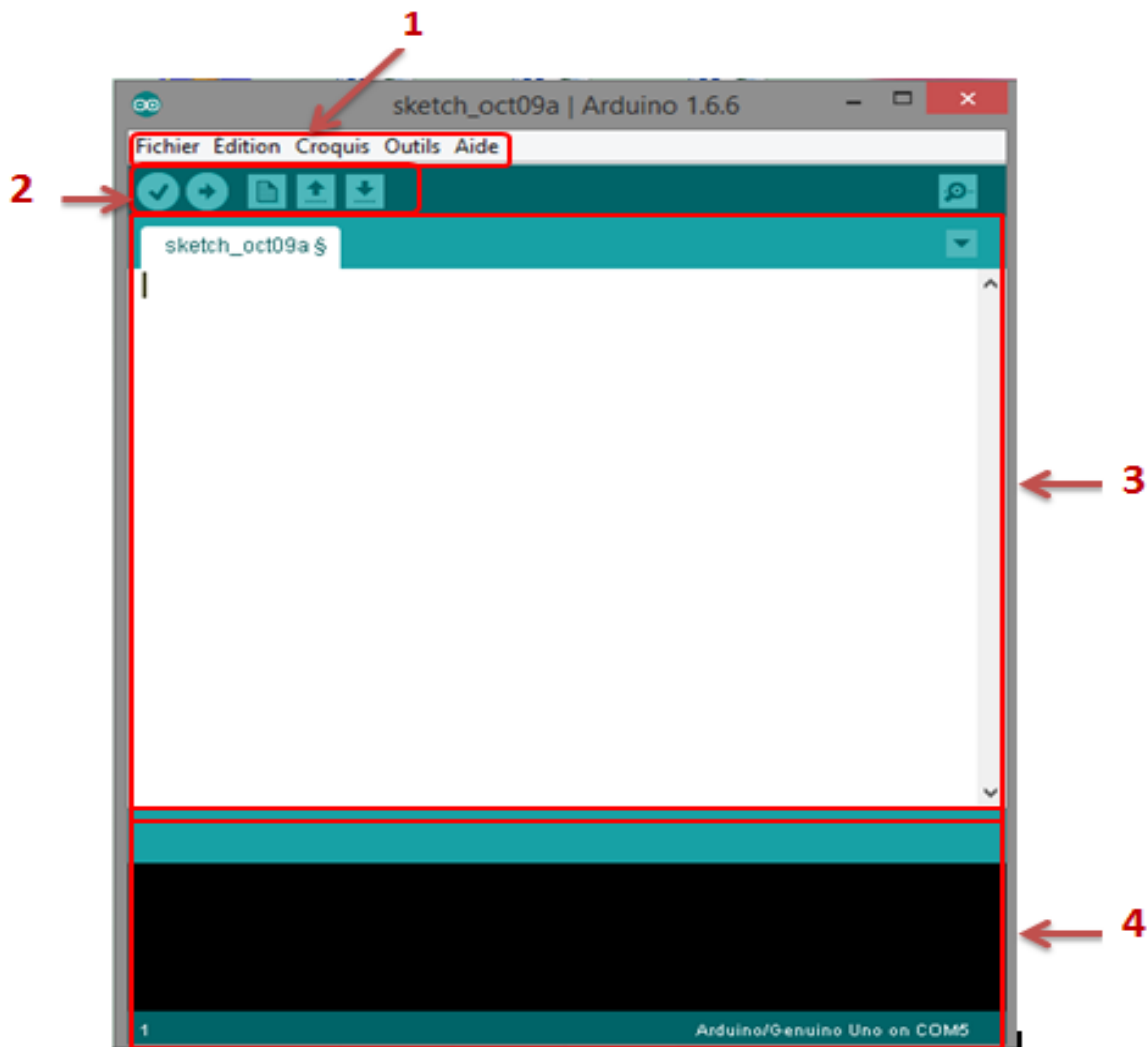 1
sketch_oct09a | Arduino 1.6.6
Fichier Édition Croquis Outils Aide
2
sketch_oct09a §
3
4
1 Arduino/Genuino Uno on COM5